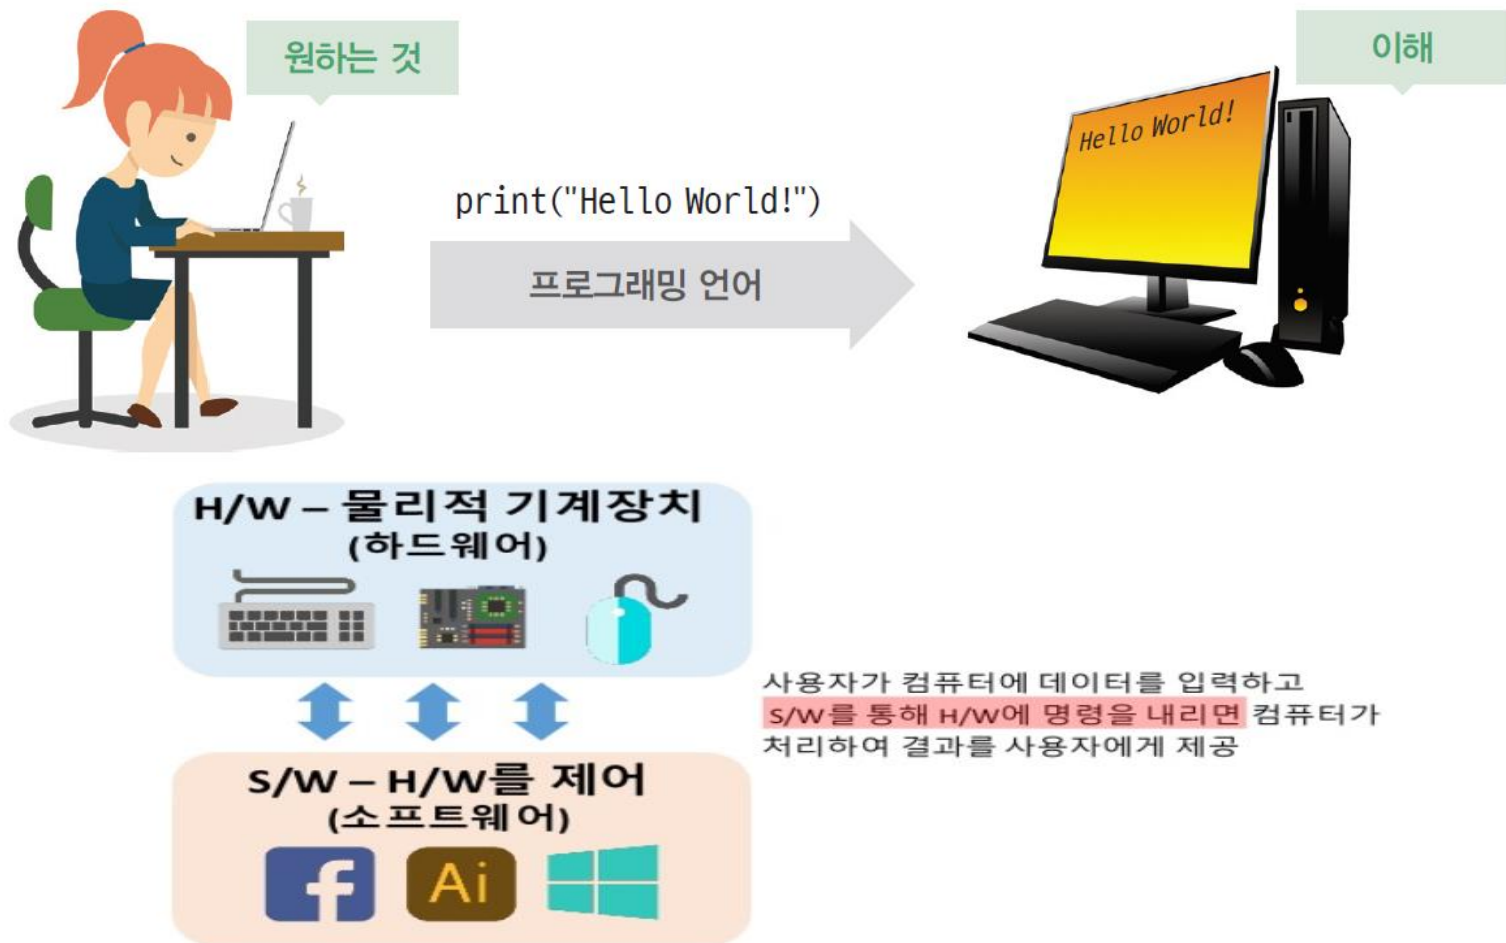 원하는 것
이해
Hello World!
print("Hello World!")
프로그래밍 언어
H/W – 물리적 기계장치
(하드웨어)
사용자가 컴퓨터에 데이터를 입력하고
S/W를 통해 H/W에 명령을 내리면 컴퓨터가
처리하여 결과를 사용자에게 제공
S/W – H/W를 제어
(소프트웨어)
f
Ai